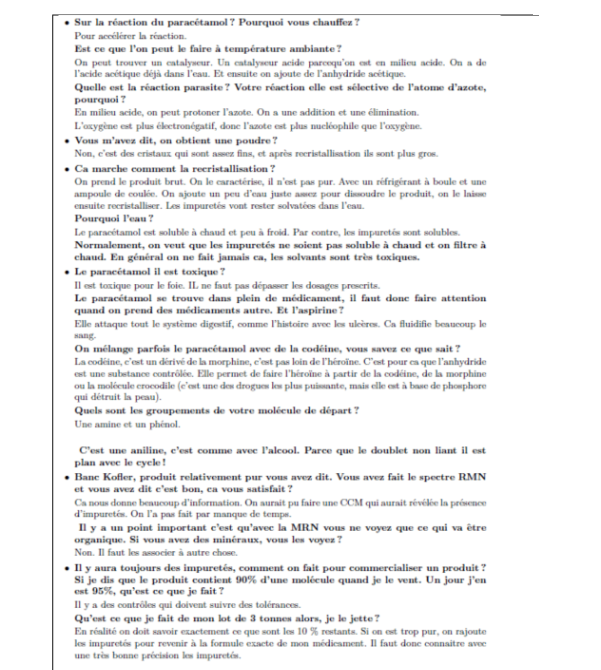 • Sur la réaction du paracétamol ? Pourquoi vous chauffez ?
Pour accélérer la réaction.
Est ce que l'on peut le faire à température ambiante ?
On peut trouver un catalyseur. Un catalyseur acide parcequ'on est en milieu acide. On a de
l'acide acétique déjà dans l'eau. Et ensuite on ajoute de l'anhydride acétique.
Quelle est la réaction parasite ? Votre réaction elle est sélective de l'atome d'azote,
pourquoi ?
En milieu acide, on peut protoner l'azote. On a une addition et une élimination.
L'oxygène est plus électronégatif, donc l'azote est plus nucléophile que l'oxygène.
• Vous m'avez dit, on obtient une poudre ?
Non, c'est des cristaux qui sont assez fins, et après recristallisation ils sont plus gros.
• Ca marche comment la recristallisation ?
On prend le produit brut. On le caractérise, il n'est pas pur. Avec un réfrigérant à boule et une
ampoule de coulée. On ajoute un peu d'eau juste assez pour dissoudre le produit, on le laisse
ensuite recristalliser. Les impuretés vont rester solvatées dans l'eau.
Pourquoi l'eau ?
Le paracétamol est soluble à chaud et peu à froid. Par contre, les impuretés sont solubles.
Normalement, on veut que les impuretés ne soient pas soluble à chaud et on filtre à
chaud. En général on ne fait jamais ca, les solvants sont très toxiques.
• Le paracétamol il est toxique ?
Il est toxique pour le foie. IL ne faut pas dépasser les dosages prescrits.
Le paracétamol se trouve dans plein de médicament, il faut donc faire attention
quand on prend des médicaments autre. Et l'aspirine ?
Elle attaque tout le système digestif, comme l'histoire avec les ulcères. Ca fluidifie beaucoup le
sang.
On mélange parfois le paracétamol avec de la codéine, vous savez ce que sait ?
La codéine, c'est un dérivé de la morphine, c'est pas loin de l'héroïne. C'est pour ca que l'anhydride
est une substance contrôlée. Elle permet de faire l'héroïne à partir de la codéine, de la morphine
ou la molécule crocodile (c'est une des drogues les plus puissante, mais elle est à base de phosphore
qui détruit la peau).
Quels sont les groupements de votre molécule de départ ?
Une amine et un phénol.
C'est une aniline, c'est comme avec l'alcool. Parce que le doublet non liant il est
plan avec le cycle !
• Banc Kofler, produit relativement pur vous avez dit. Vous avez fait le spectre RMN
et vous avez dit c'est bon, ca vous satisfait ?
Ca nous donne beaucoup d'information. On aurait pu faire une CCM qui aurait révélée la présence
d'impuretés. On l'a pas fait par manque de temps.
Il y a un point important c'est qu'avec la MRN vous ne voyez que ce qui va être
organique. Si vous avez des minéraux, vous les voyez ?
Non. Il faut les associer à autre chose.
• Il y aura toujours des impuretés, comment on fait pour commercialiser un produit ?
Si je dis que le produit contient 90% d'une molécule quand je le vent. Un jour j'en
est 95%, qu'est ce que je fait ?
Il y a des contrôles qui doivent suivre des tolérances.
Qu'est ce que je fait de mon lot de 3 tonnes alors, je le jette ?
En réalité on doit savoir exactement ce que sont les 10 % restants. Si on est trop pur, on rajoute
les impuretés pour revenir à la formule exacte de mon médicament. Il faut donc connaitre avec
une très bonne précision les impuretés.